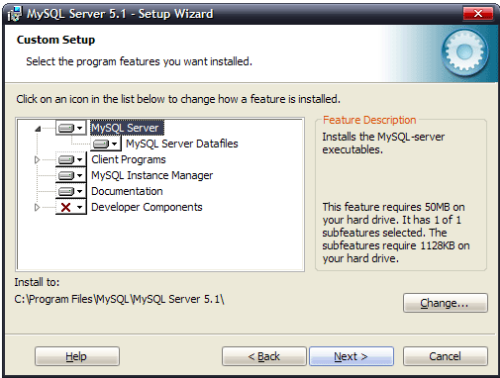 MySQL Server 5.1 - Setup Wizard
Custom Setup
Select the program features you want installed.
Click on an icon in the list below to change how a feature is installed.
MySQL Server
MySQL Server Datafiles
Client Programs
MySQL Instance Manager
Documentation
Developer Components
Feature Description
Installs the MySQL-server
executables.
This feature requires 50MB on
your hard drive. It has 1 of 1
subfeatures selected. The
subfeatures require 1128KB on
your hard drive.
Install to:
C:\Program Files\MySQL\MySQL Server 5.1\
Change...
Help
< Back
Next >
Cancel